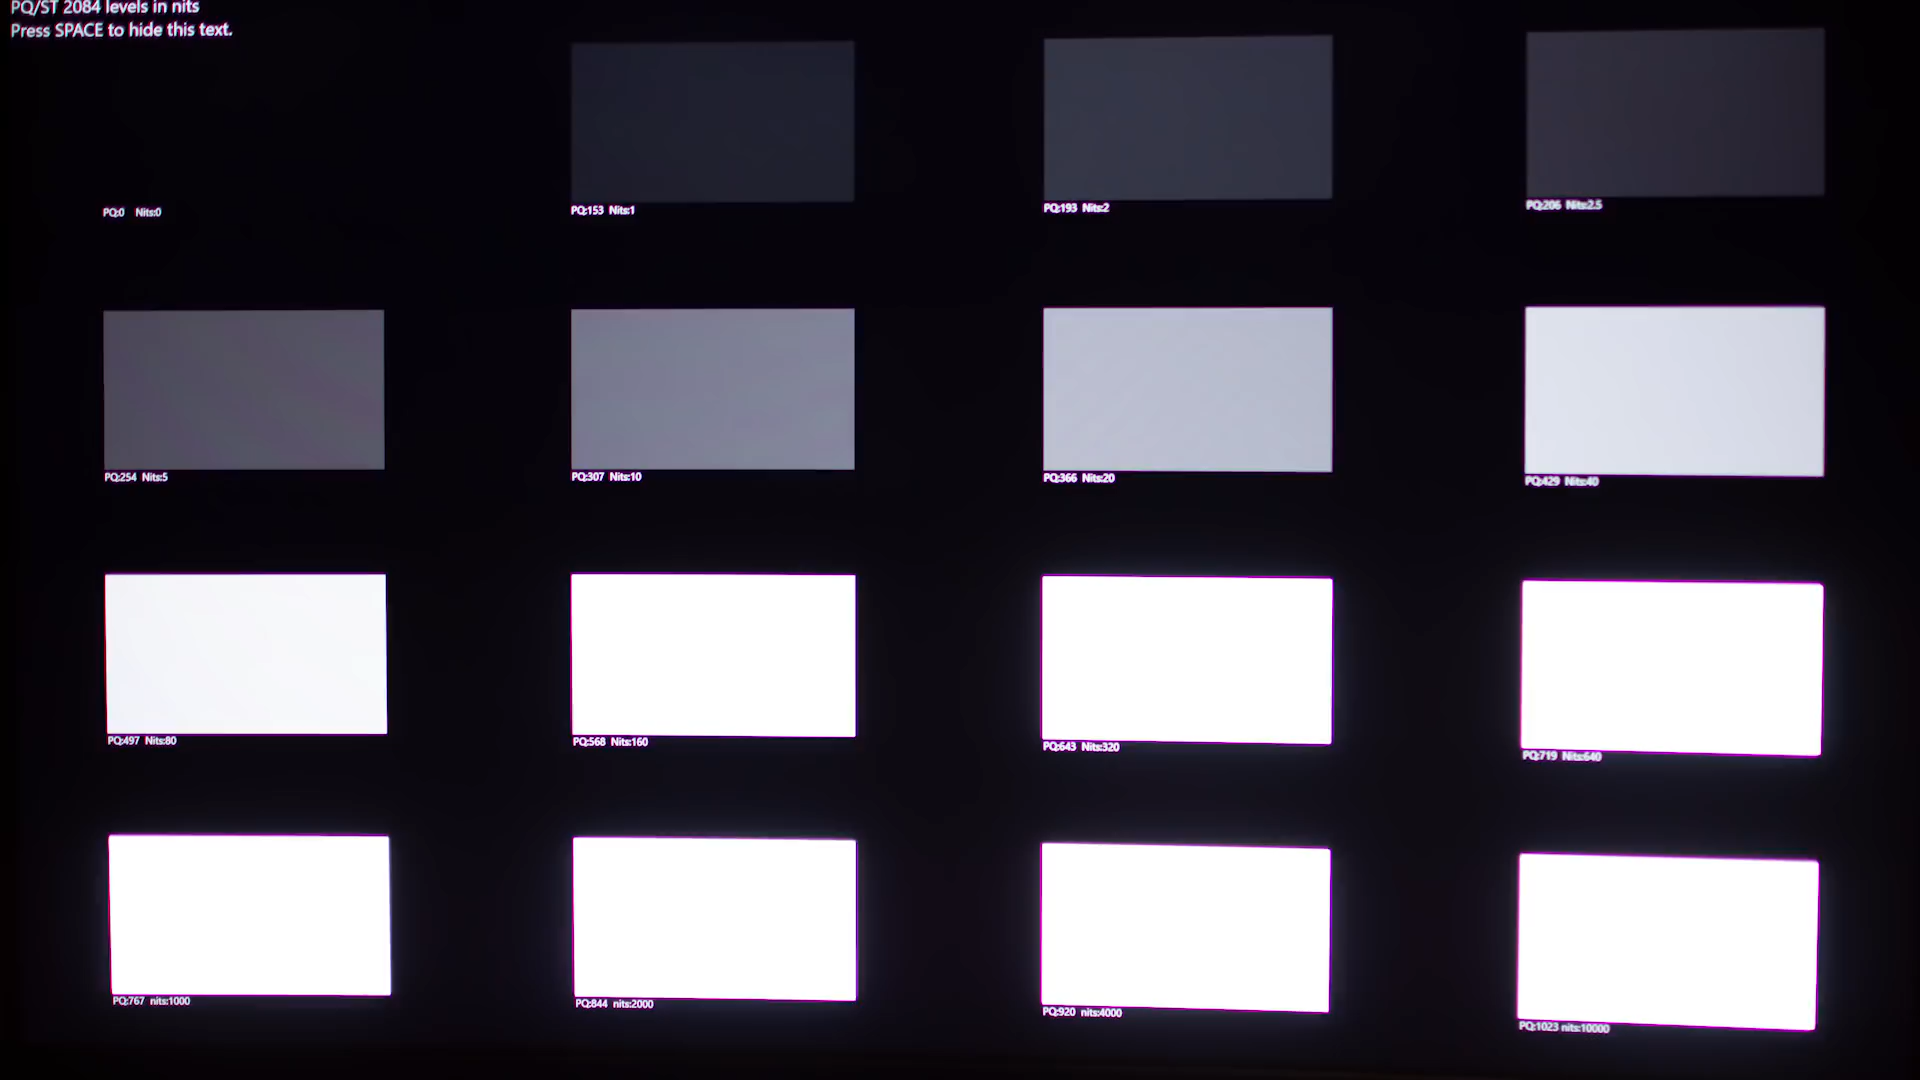 PQ/ST 2084 levels in nits
Press SPACE to hide this text.
PQ:0 Nits:0
PQ:153 Nits:1
PQ:193 Nits:2
PQ:206 Nits:2.5
PQ:254 Nits:5
PQ:307 Nits:10
PQ:366 Nits:20
PQ:429 Nits:40
PQ:497 Nits:80
PQ:568 Nits:160
PQ:643 Nits:320
PQ:719 Nits:640
PQ:767 nits:1000
PQ:844 nits:2000
PQ:920 nits:4000
PQ:1023 nits:10000